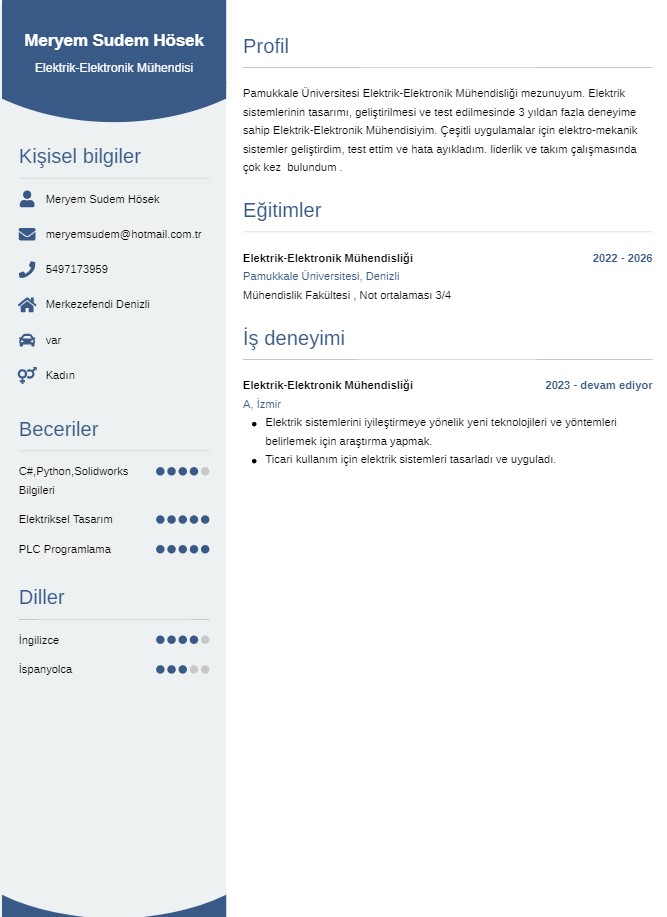 Meryem Sudem Hösek
Elektrik-Elektronik Mühendisi
Kişisel bilgiler
Meryem Sudem Hösek
meryemsudem@hotmail.com.tr
5497173959
Merkezefendi Denizli
var
Kadın
Beceriler
C#,Python,Solidworks
Bilgileri
Elektriksel Tasarım
PLC Programlama
Diller
İngilizce
İspanyolca
Profil
Pamukkale Üniversitesi Elektrik-Elektronik Mühendisliği mezunuyum. Elektrik
sistemlerinin tasarımı, geliştirilmesi ve test edilmesinde 3 yıldan fazla deneyime
sahip Elektrik-Elektronik Mühendisiyim. Çeşitli uygulamalar için elektro-mekanik
sistemler geliştirdim, test ettim ve hata ayıkladım. liderlik ve takım çalışmasında
çok kez  bulundum .
Eğitimler
Elektrik-Elektronik Mühendisliği 2022 - 2026
Pamukkale Üniversitesi, Denizli
Mühendislik Fakültesi , Not ortalaması 3/4
İş deneyimi
Elektrik-Elektronik Mühendisliği 2023 - devam ediyor
A, İzmir
• Elektrik sistemlerini iyileştirmeye yönelik yeni teknolojileri ve yöntemleri
belirlemek için araştırma yapmak.
• Ticari kullanım için elektrik sistemleri tasarladı ve uyguladı.